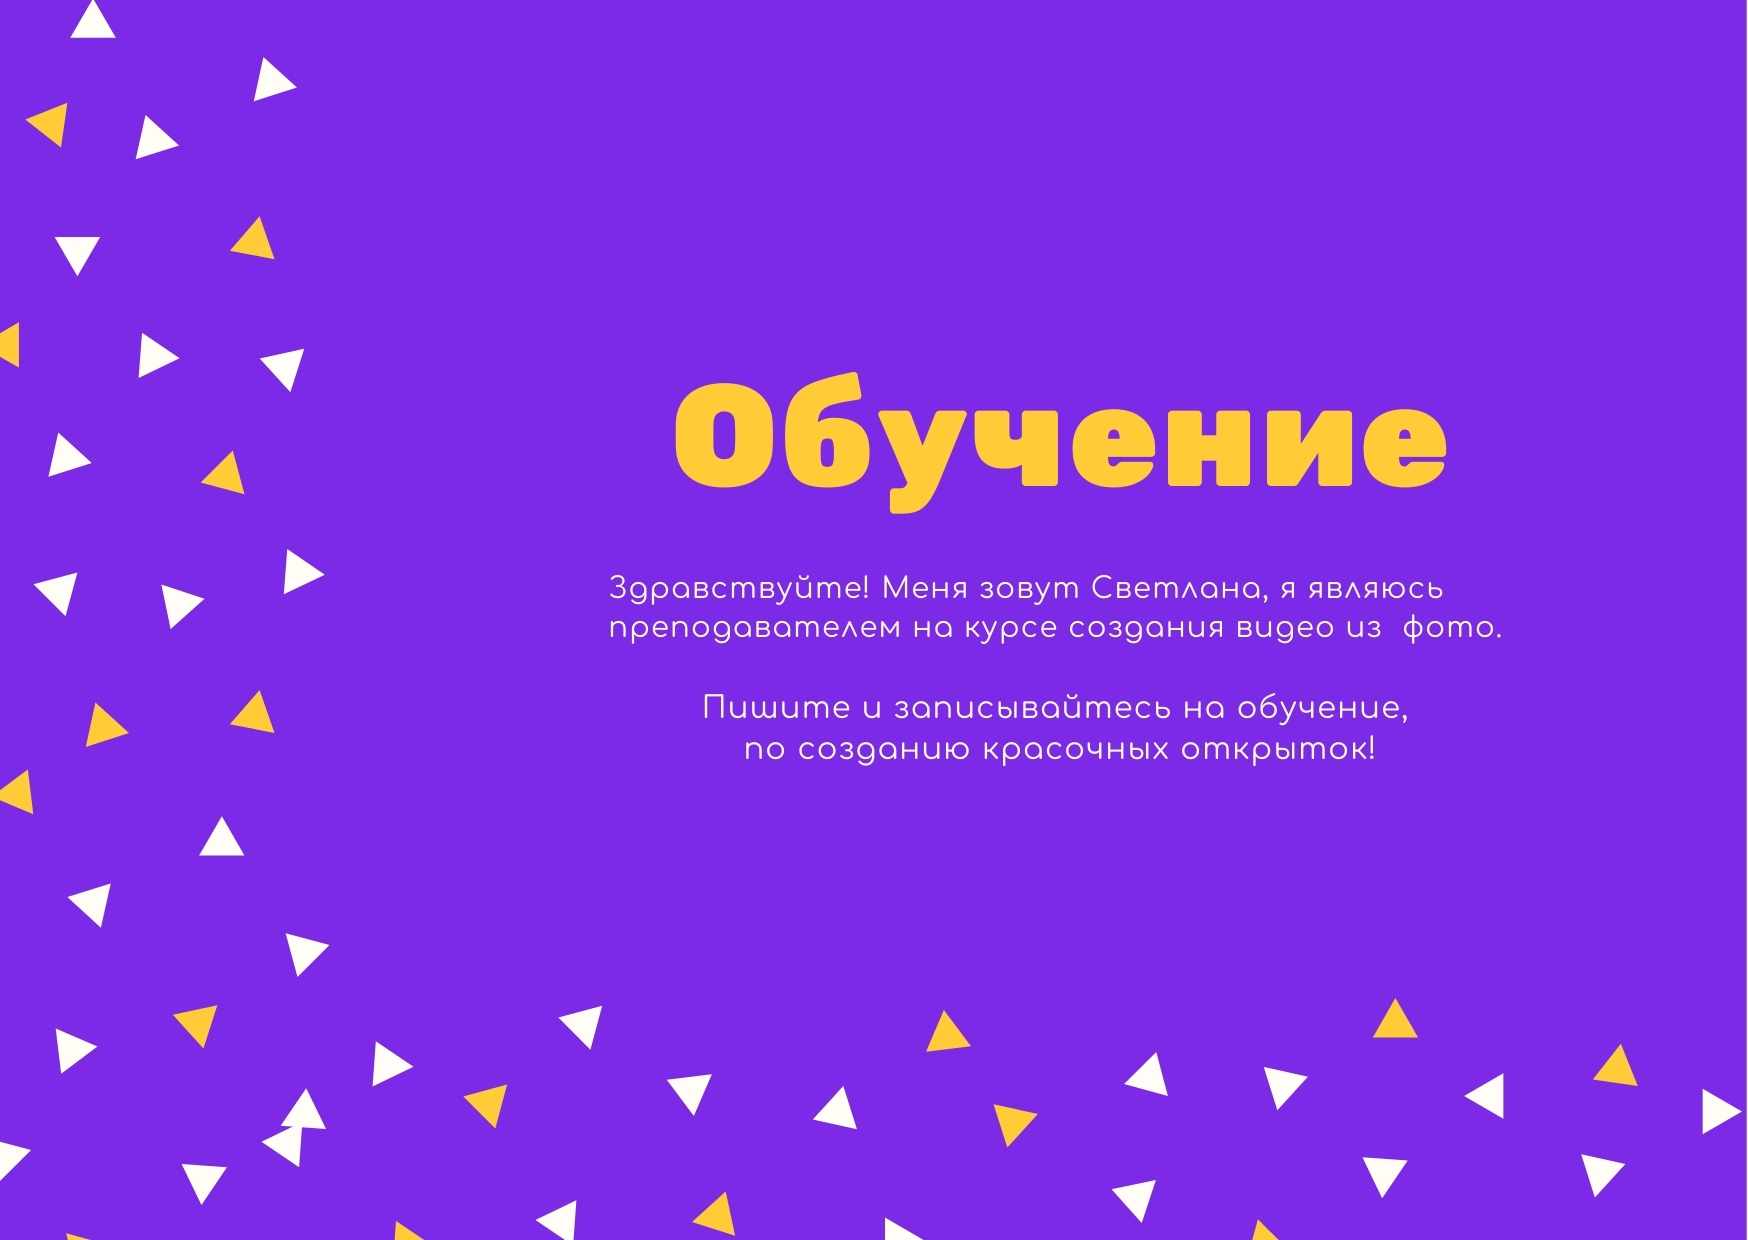 Обучение
Здравствуйте! Меня зовут Светлана, я являюсь
преподавателем на курсе создания видео из  фото.
Пишите и записывайтесь на обучение,
по созданию красочных открыток!